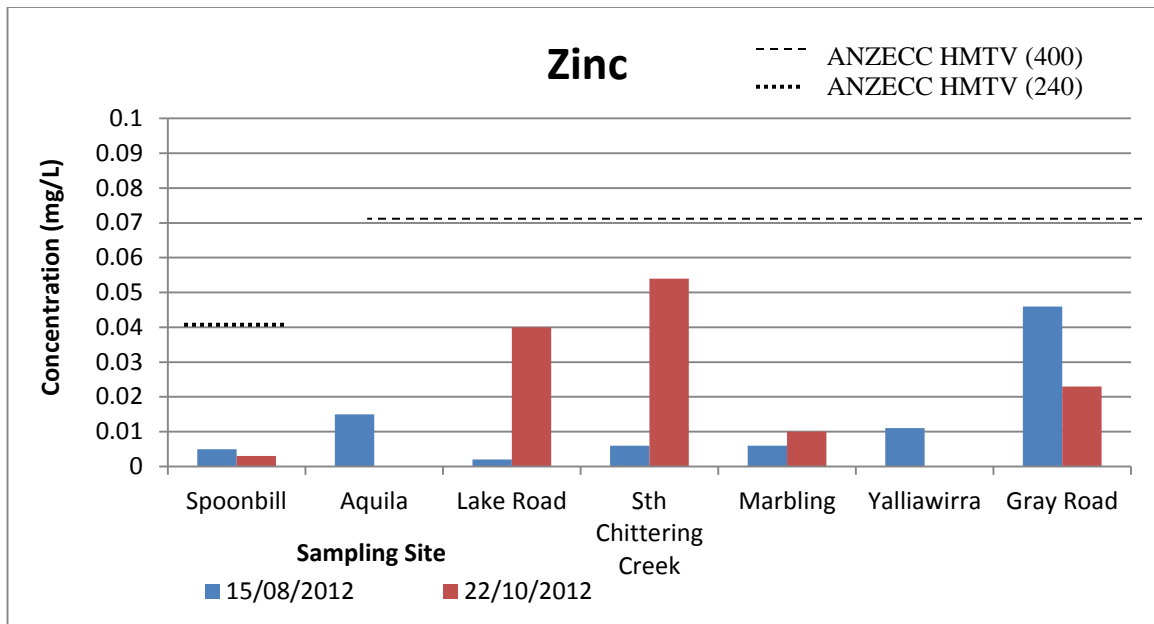 Zinc
ANZECC HMTV (400)
ANZECC HMTV (240)
Concentration (mg/L)
0.1
0.09
0.08
0.07
0.06
0.05
0.04
0.03
0.02
0.01
0
Spoonbill
Aquila
Lake Road
Sth
Chittering
Creek
Marbling
Yalliawirra
Gray Road
Sampling Site
15/08/2012
22/10/2012